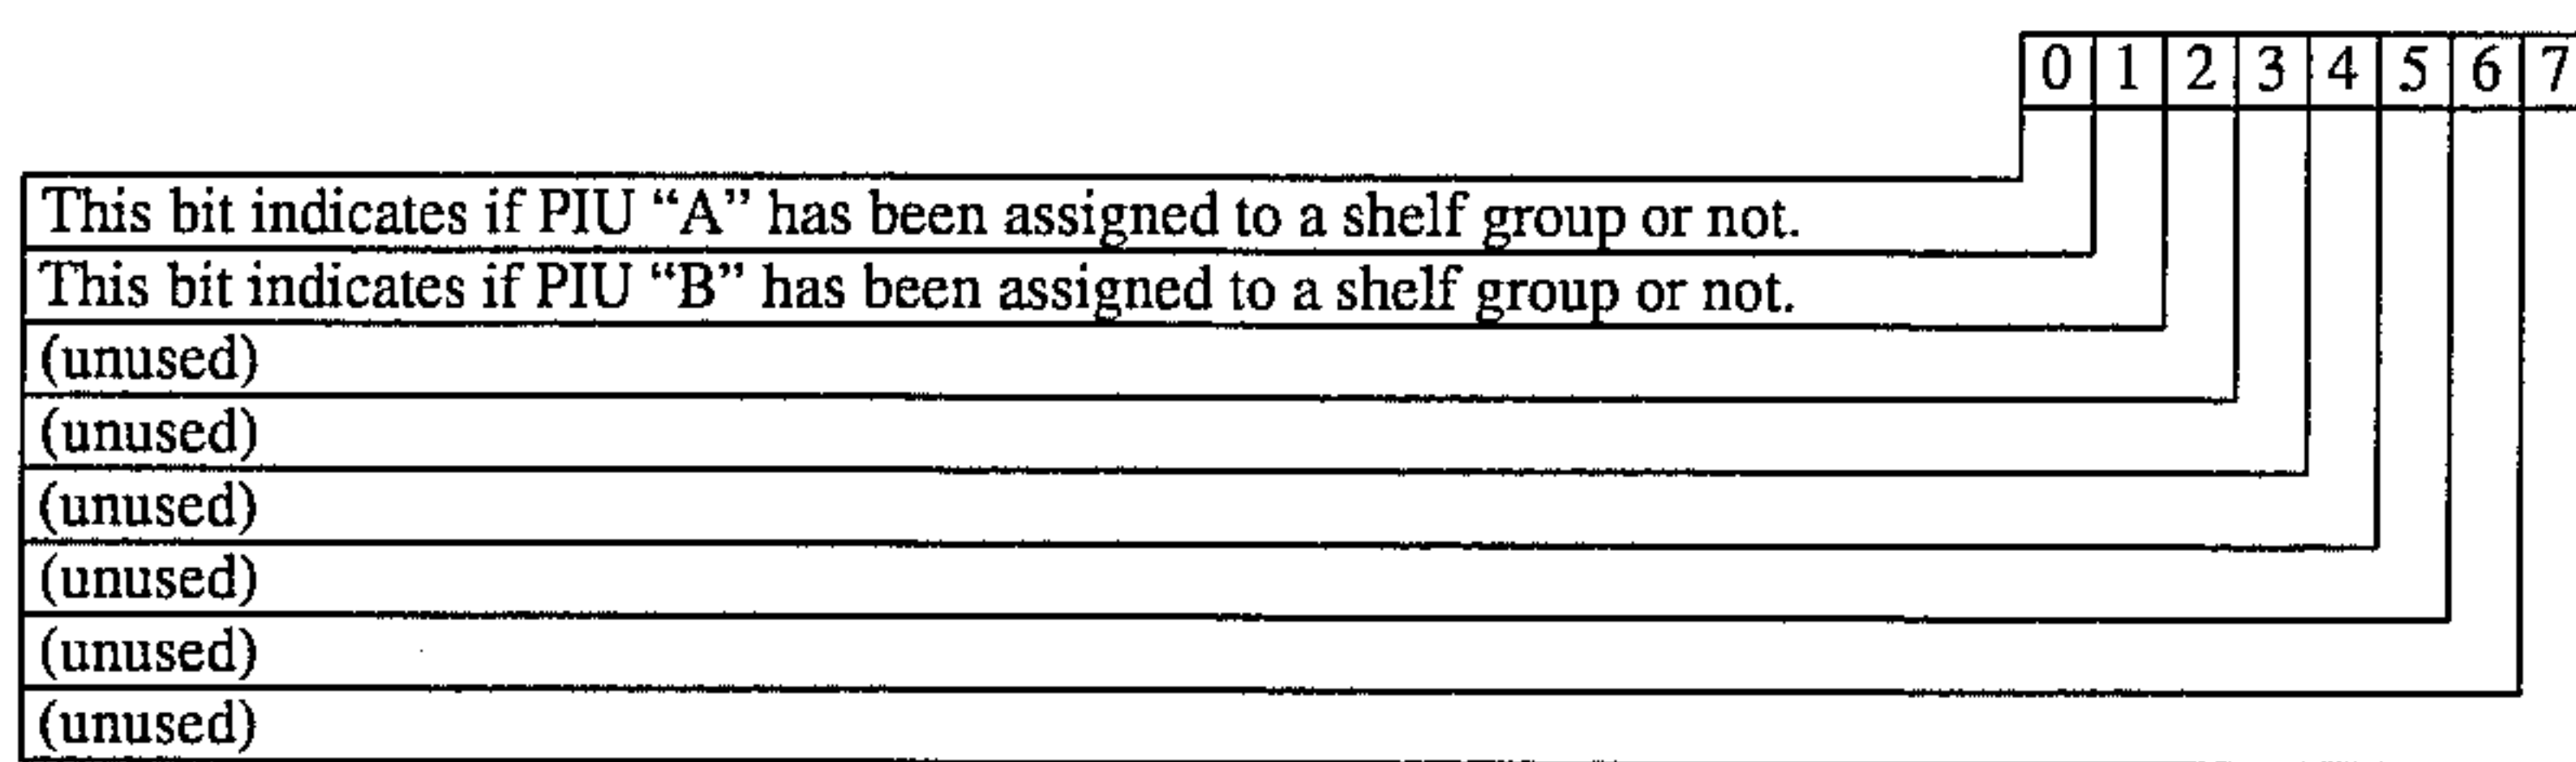 0 1 2 3 4 5 6 7
This bit indicates if PIU “A” has been assigned to a shelf group or not.
This bit indicates if PIU “B” has been assigned to a shelf group or not.
(unused)
(unused)
(unused)
(unused)
(unused)
(unused)